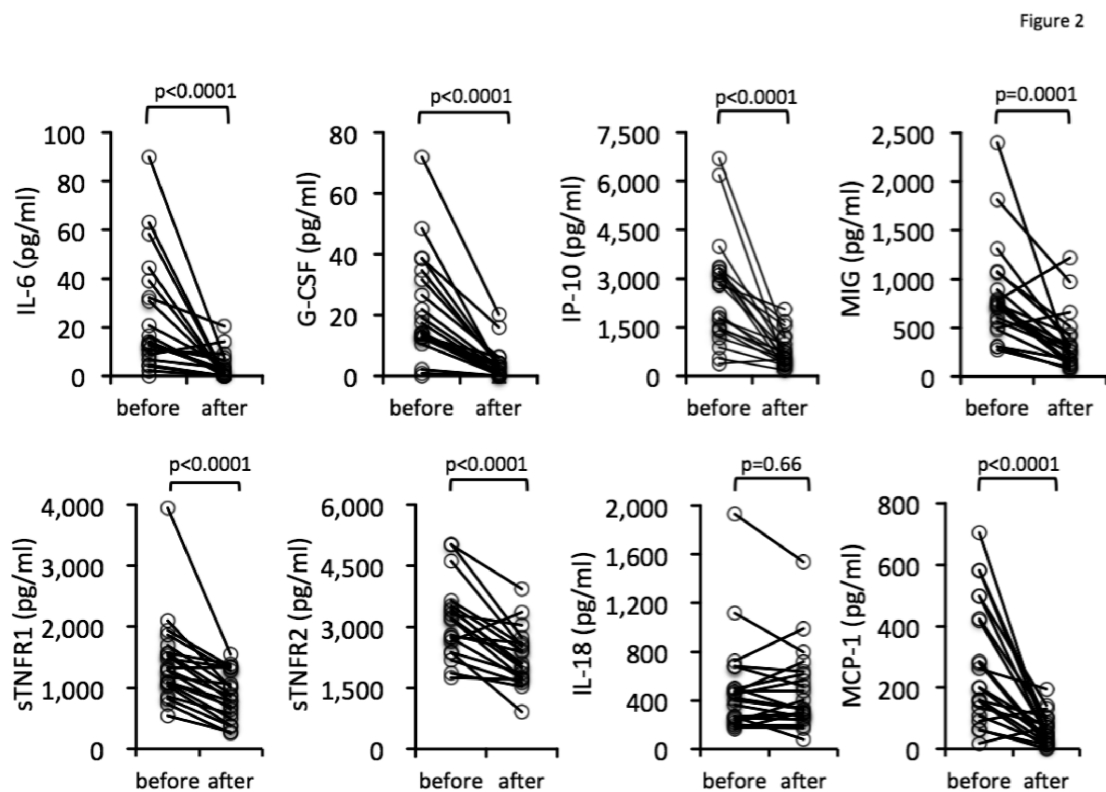 Figure 2
p<0.0001
IL-6 (pg/ml)
100
80
60
40
20
0
before after
p<0.0001
G-CSF (pg/ml)
80
60
40
20
0
before after
p<0.0001
IP-10 (pg/ml)
7,500
6,000
4,500
3,000
1,500
0
before after
p=0.0001
MIG (pg/ml)
2,500
2,000
1,500
1,000
500
0
before after
p<0.0001
sTNFR1 (pg/ml)
4,000
3,000
2,000
1,000
0
before after
p<0.0001
sTNFR2 (pg/ml)
6,000
4,500
3,000
1,500
0
before after
p=0.66
IL-18 (pg/ml)
2,000
1,600
1,200
800
400
0
before after
p<0.0001
MCP-1 (pg/ml)
800
600
400
200
0
before after